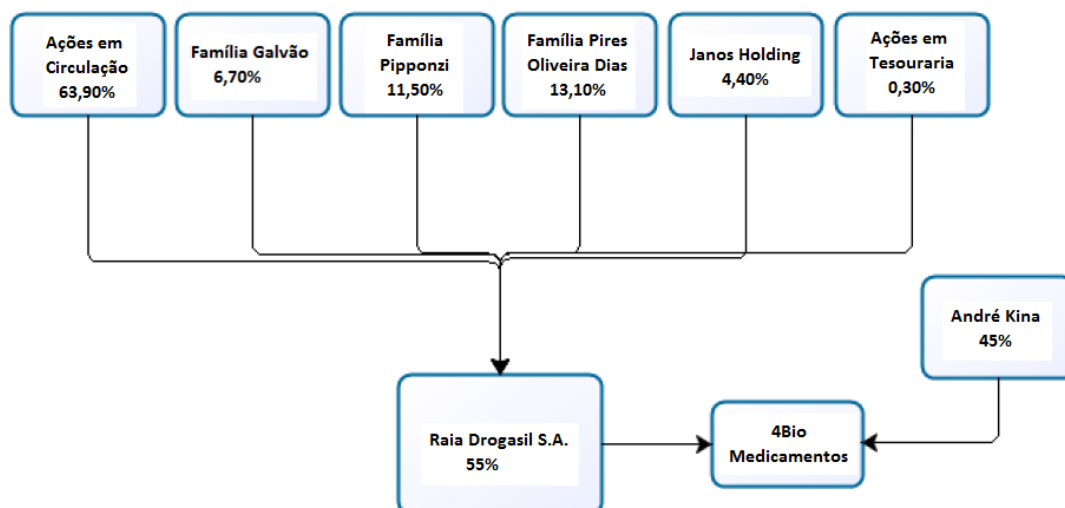 Ações em
Circulação
63,90%
Família Galvão
6,70%
Família
Pipponzi
11,50%
Família Pires
Oliveira Dias
13,10%
Janos Holding
4,40%
Ações em
Tesouraria
0,30%
André Kina
45%
Raia Drogasil S.A.
55%
4Bio
Medicamentos